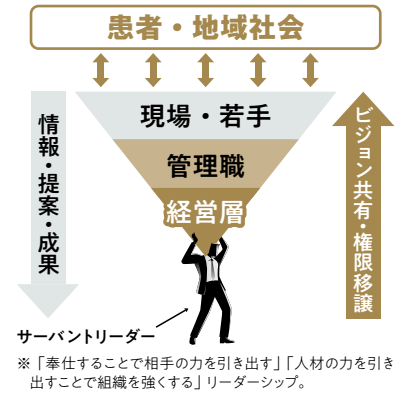 患者・地域社会
情報・提案・成果
現場・若手
管理職
経営層
ビジョン共有・権限移譲
サーバントリーダー
※「奉仕することで相手の力を引き出す」「人材の力を引き
出すことで組織を強くする」リーダーシップ。